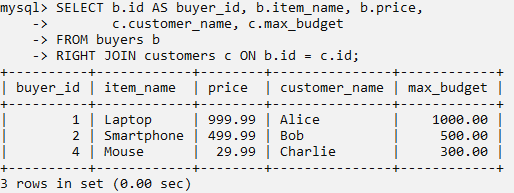 mysql> SELECT b.id AS buyer_id, b.item_name, b.price,
    ->        c.customer_name, c.max_budget
    -> FROM buyers b
    -> RIGHT JOIN customers c ON b.id = c.id;
+----------+------------+--------+---------------+------------+
| buyer_id | item_name  | price  | customer_name | max_budget |
+----------+------------+--------+---------------+------------+
|        1 | Laptop     | 999.99 | Alice         |    1000.00 |
|        2 | Smartphone | 499.99 | Bob           |     500.00 |
|        4 | Mouse      |  29.99 | Charlie       |     300.00 |
+----------+------------+--------+---------------+------------+
3 rows in set (0.00 sec)